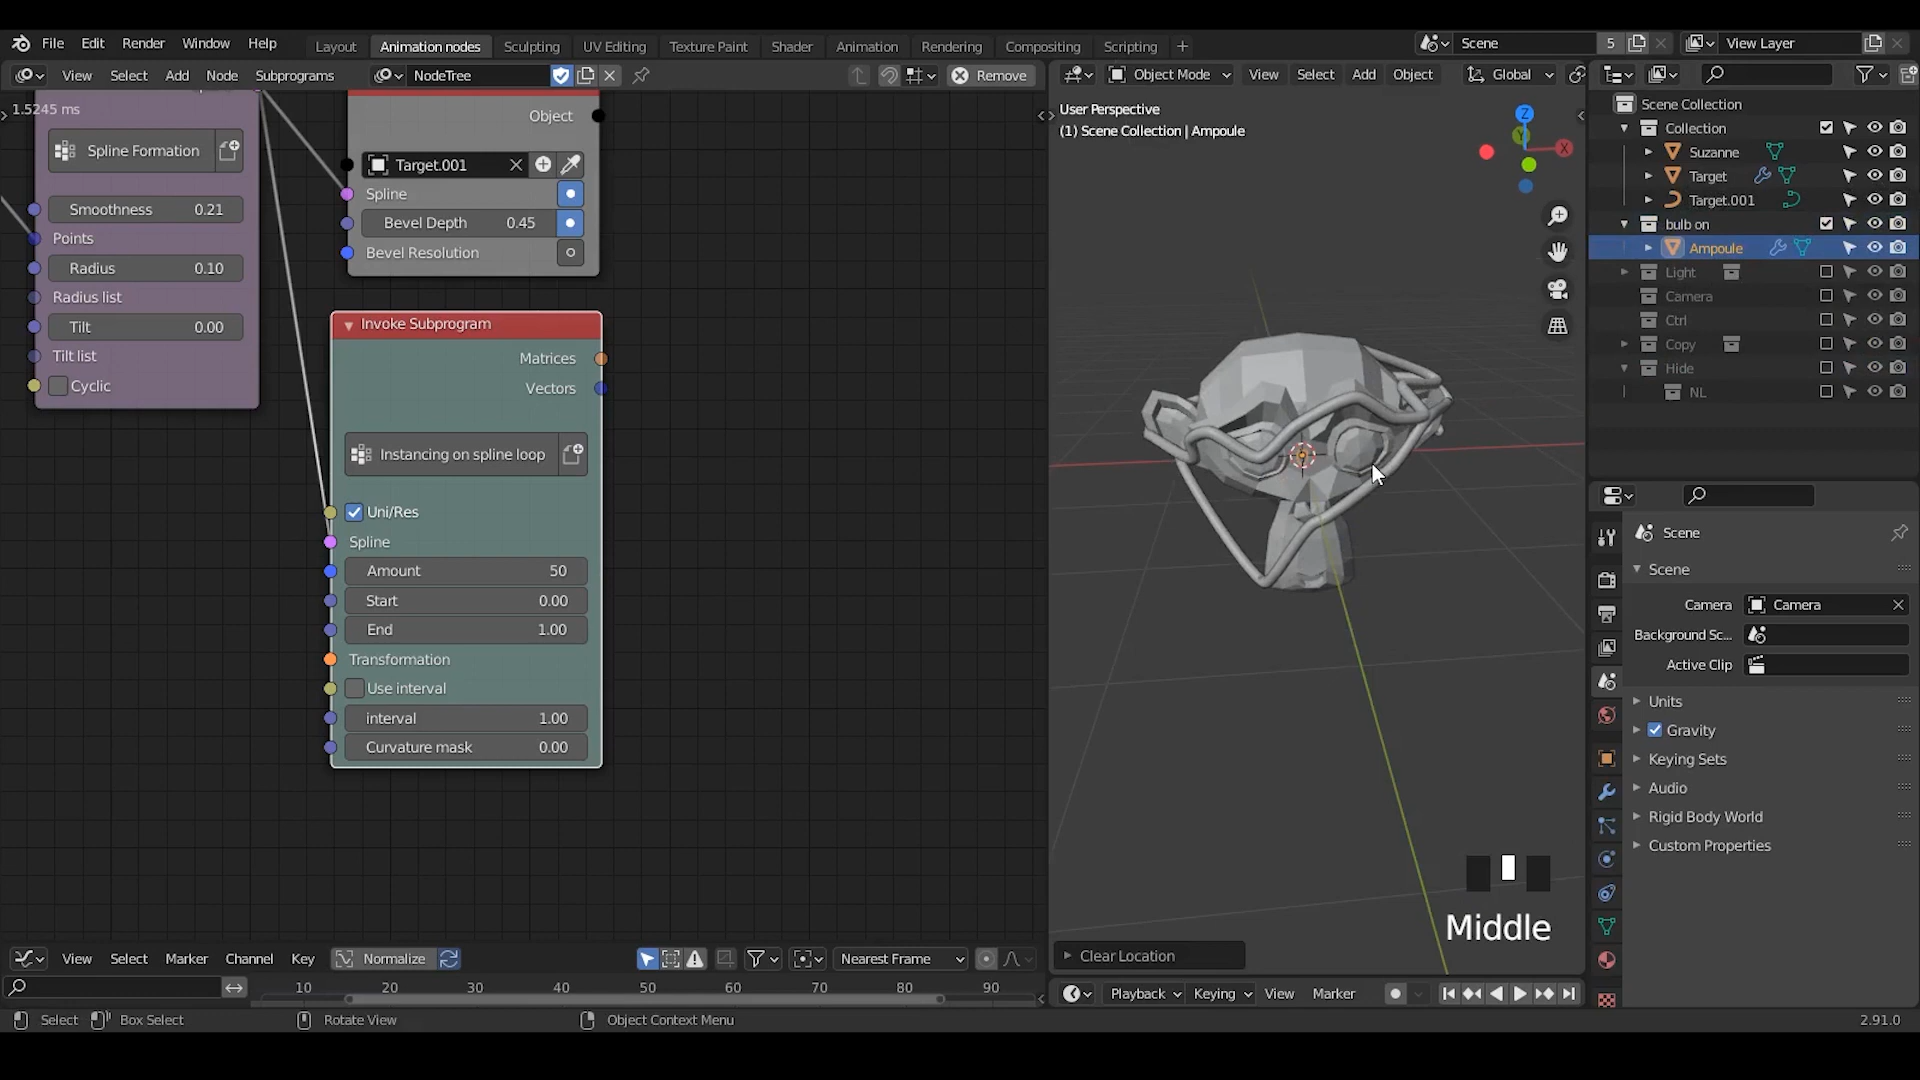 File Edit Render Window Help Layout Animation nodes Sculpting UV Editing Texture Paint Shader Animation Rendering Compositing Scripting Scene 5 View Layer
View Select Add Node Subprograms NodeTree Remove
1.5245 ms
Spline Formation
Smoothness 0.21
Points
Radius 0.10
Radius list
Tilt 0.00
Tilt list
Cyclic
Object
Target.001
Spline
Bevel Depth 0.45
Bevel Resolution
Invoke Subprogram
Matrices
Vectors
Instancing on spline loop
Uni/Res
Spline
Amount 50
Start 0.00
End 1.00
Transformation
Use interval
interval 1.00
Curvature mask 0.00
Object Mode View Select Add Object Global
User Perspective
(1) Scene Collection | Ampoule
Z
Y
X
Middle
Clear Location
Scene Collection
Collection
Suzanne
Target
Target.001
bulb on
Ampoule
Light
Camera
Ctrl
Copy
Hide
NL
Scene
Scene
Camera Camera
Background Sc...
Active Clip
Units
Gravity
Keying Sets
Audio
Rigid Body World
Custom Properties
View Select Marker Channel Key Normalize Nearest Frame
10 20 30 40 50 60 70 80 90
Playback Keying View Marker
Select Box Select Rotate View Object Context Menu 2.91.0